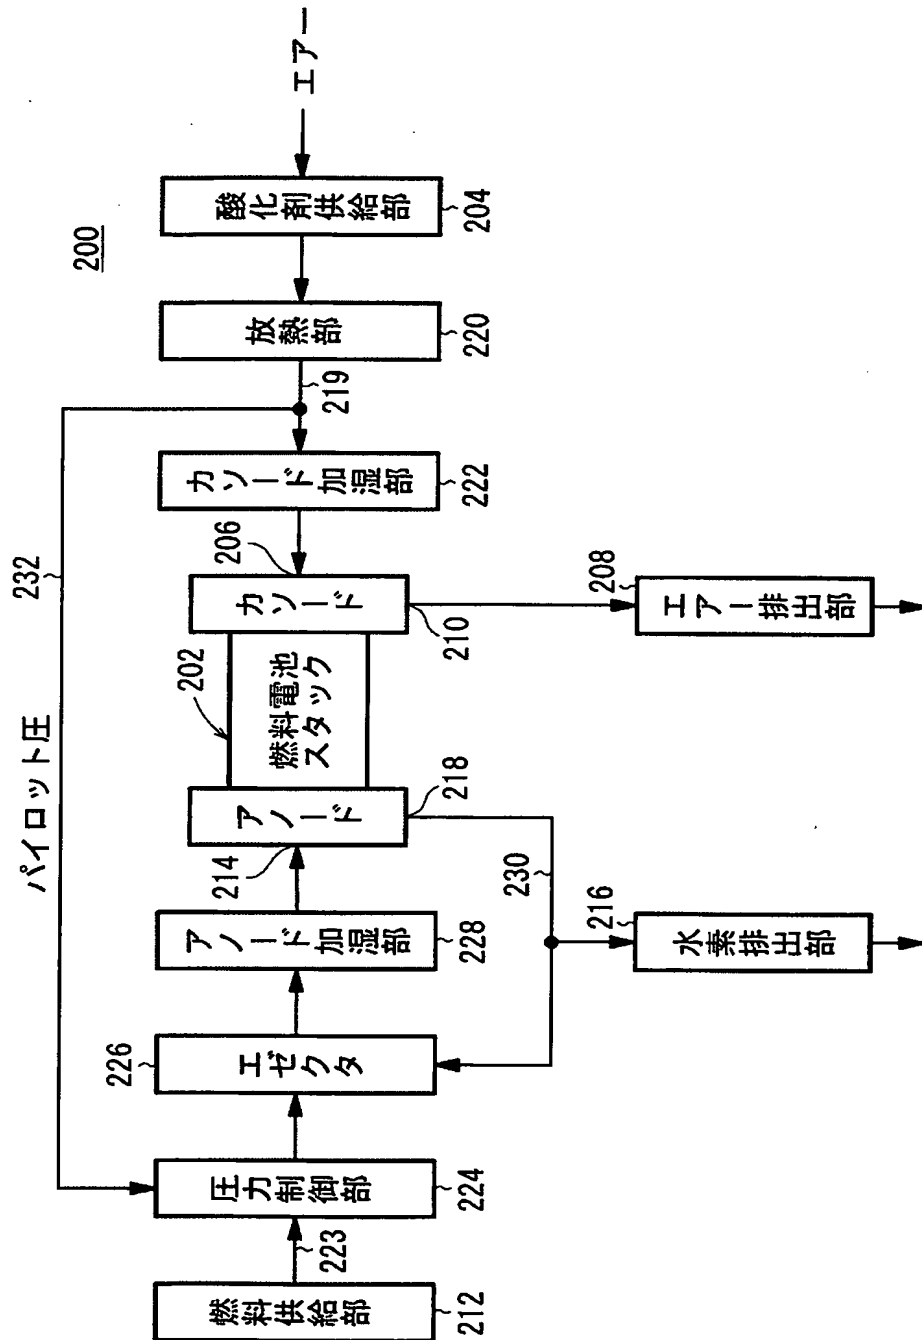 200
エアー
酸化剤供給部
204
放熱部
220
219
カソード加湿部
222
232
パイロット圧
206
カソード
210
エアー排出部
208
202
燃料電池
スタック
アノード
218
214
230
水素排出部
216
アノード加湿部
228
エゼクタ
226
圧力制御部
224
223
燃料供給部
212